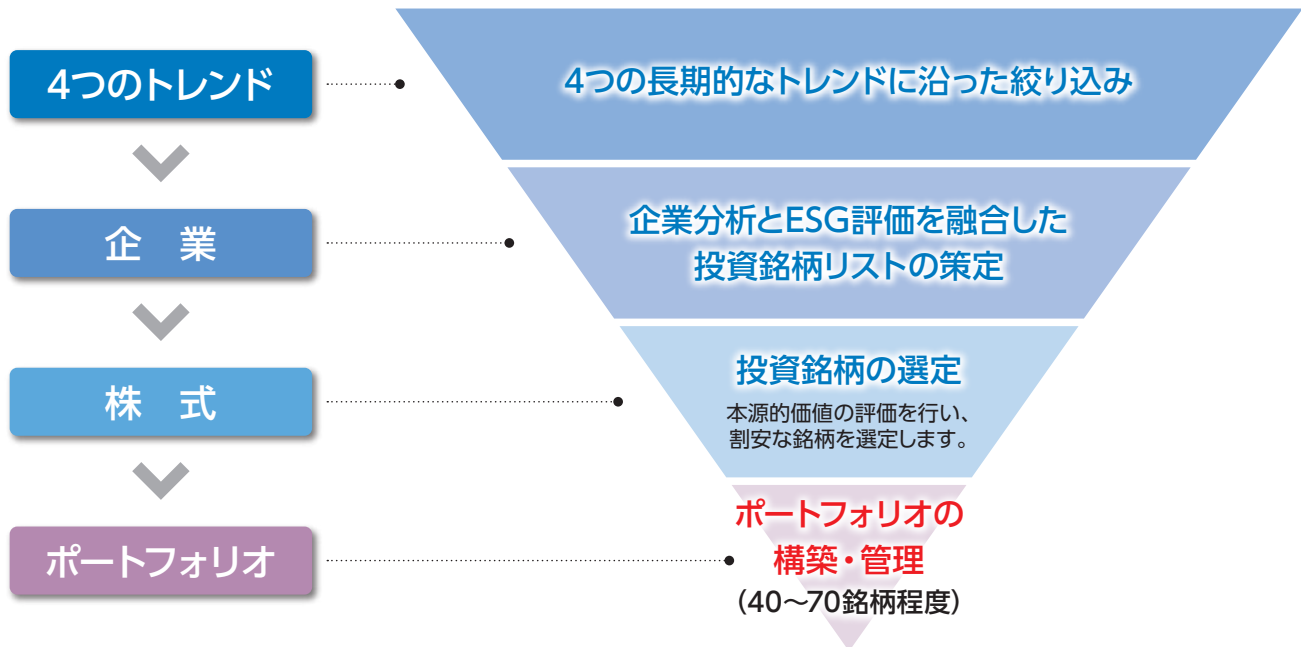 4つのトレンド
4つの長期的なトレンドに沿った絞り込み
企　業
企業分析とESG評価を融合した
投資銘柄リストの策定
株　式
投資銘柄の選定
本源的価値の評価を行い、
割安な銘柄を選定します。
ポートフォリオ
ポートフォリオの
構築・管理
(40～70銘柄程度)